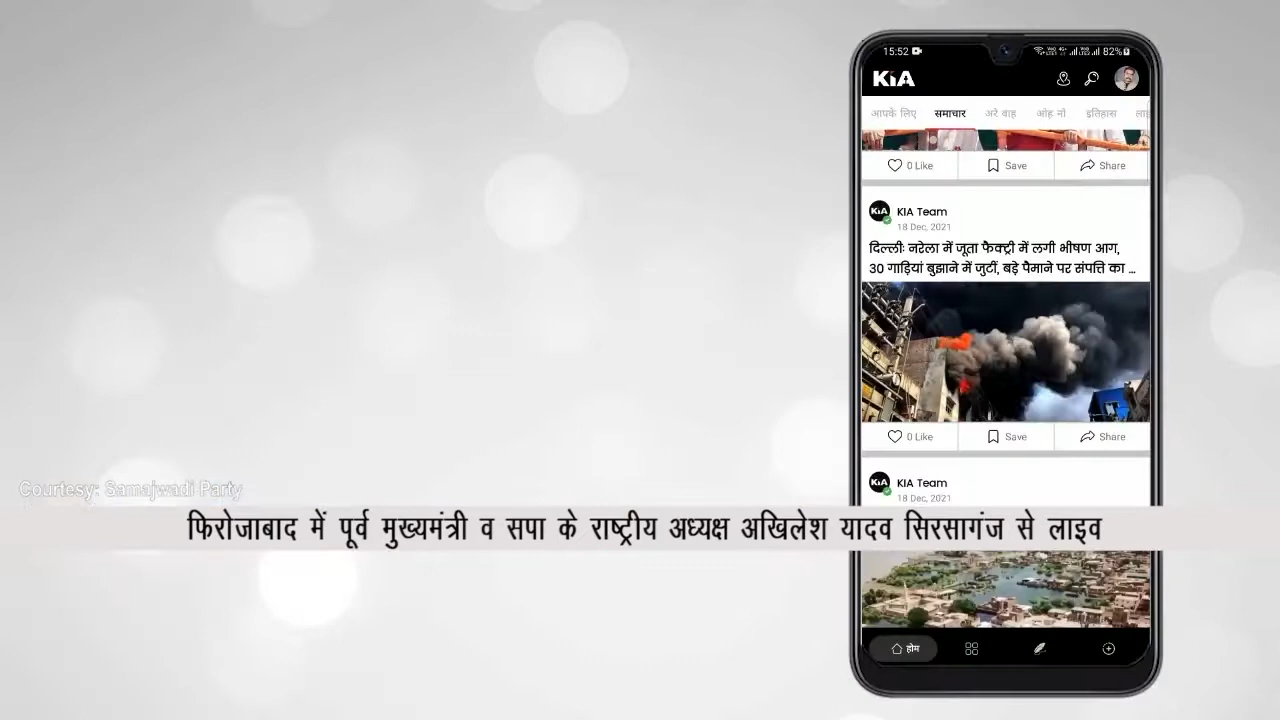 15:52
82%
KiA
आपके लिए समाचार अरे वाह ओह नो इतिहास
0 Like Save Share
KiA KIA Team
18 Dec, 2021
दिल्लीः नरेला में जूता फैक्ट्री में लगी भीषण आग,
30 गाड़ियां बुझाने में जुटीं, बड़े पैमाने पर संपत्ति का ...
0 Like Save Share
KiA KIA Team
18 Dec, 2021
Courtesy: Samajwadi Party
फिरोजाबाद में पूर्व मुख्यमंत्री व सपा के राष्ट्रीय अध्यक्ष अखिलेश यादव सिरसागंज से लाइव
होम